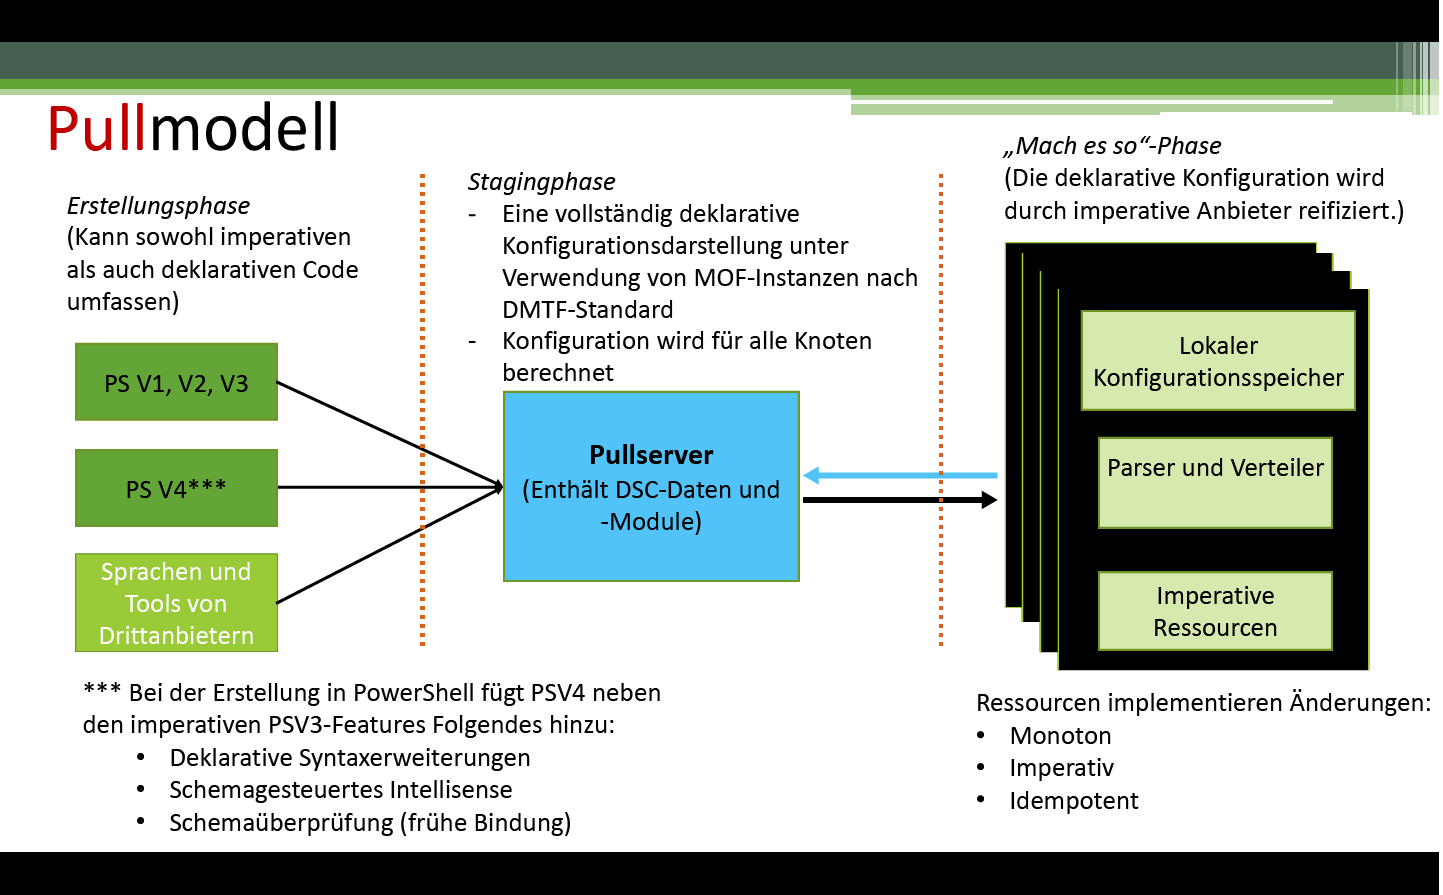 Pullmodell
Erstellungsphase
(Kann sowohl imperativen
als auch deklarativen Code
umfassen)
PS V1, V2, V3
PS V4***
Sprachen und
Tools von
Drittanbietern
Stagingphase
- Eine vollständig deklarative
Konfigurationsdarstellung unter
Verwendung von MOF-Instanzen nach
DMTF-Standard
- Konfiguration wird für alle Knoten
berechnet
Pullserver
(Enthält DSC-Daten und
-Module)
„Mach es so“-Phase
(Die deklarative Konfiguration wird
durch imperative Anbieter reifiziert.)
Lokaler
Konfigurationsspeicher
Parser und Verteiler
Imperative
Ressourcen
*** Bei der Erstellung in PowerShell fügt PSV4 neben
den imperativen PSV3-Features Folgendes hinzu:
• Deklarative Syntaxerweiterungen
• Schemagesteuertes Intellisense
• Schemaüberprüfung (frühe Bindung)
Ressourcen implementieren Änderungen:
• Monoton
• Imperativ
• Idempotent